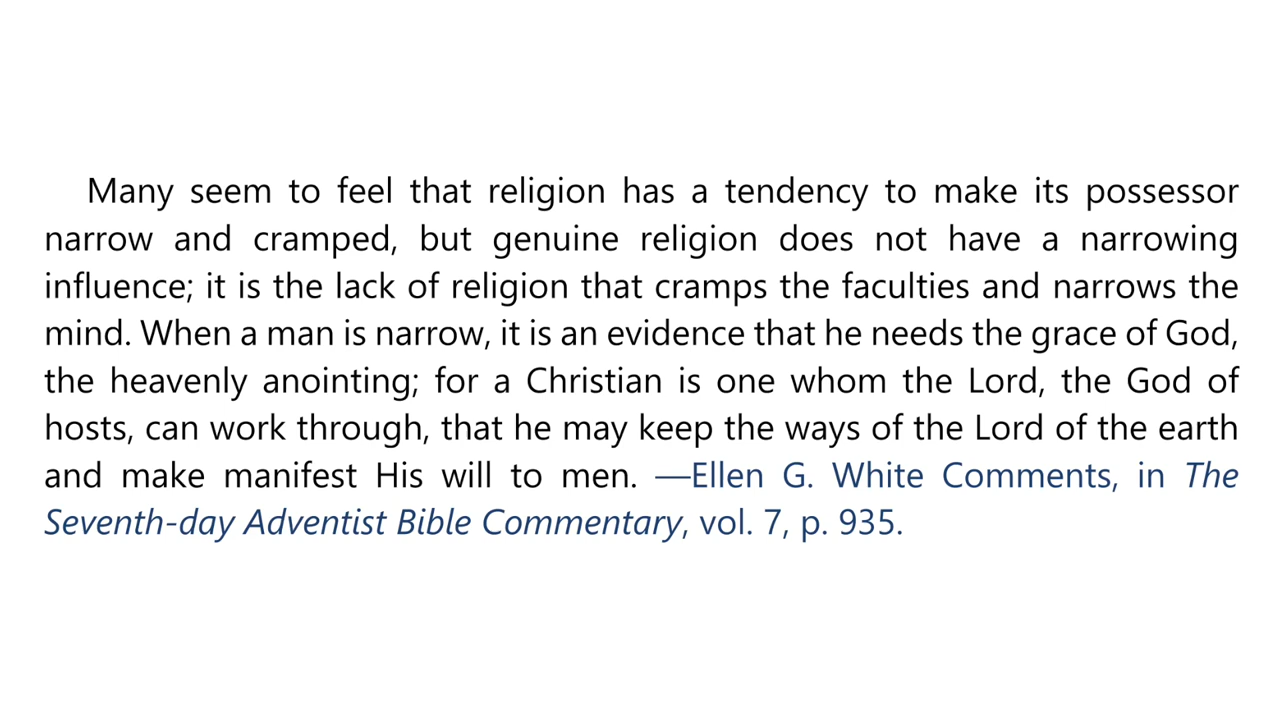 Many seem to feel that religion has a tendency to make its possessor
narrow and cramped, but genuine religion does not have a narrowing
influence; it is the lack of religion that cramps the faculties and narrows the
mind. When a man is narrow, it is an evidence that he needs the grace of God,
the heavenly anointing; for a Christian is one whom the Lord, the God of
hosts, can work through, that he may keep the ways of the Lord of the earth
and make manifest His will to men. —Ellen G. White Comments, in The
Seventh-day Adventist Bible Commentary, vol. 7, p. 935.